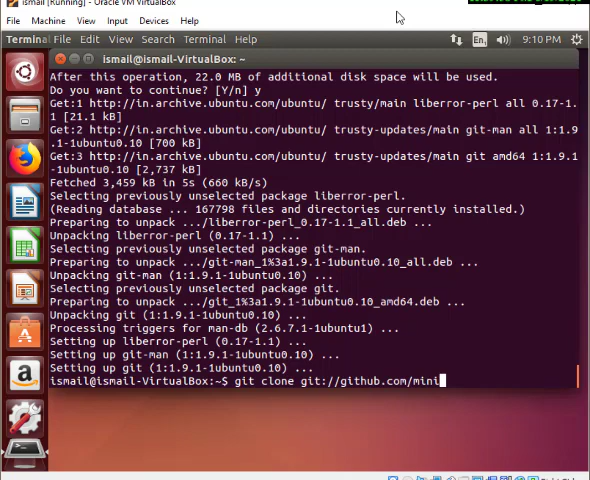 ismail [Running] - Oracle VM VirtualBox
File Machine View Input Devices Help
Terminal File Edit View Search Terminal Help En 9:10 PM
ismail@ismail-VirtualBox: ~
After this operation, 22.0 MB of additional disk space will be used.
Do you want to continue? [Y/n] y
Get:1 http://in.archive.ubuntu.com/ubuntu/ trusty/main liberror-perl all 0.17-1.
1 [21.1 kB]
Get:2 http://in.archive.ubuntu.com/ubuntu/ trusty-updates/main git-man all 1:1.9
.1-1ubuntu0.10 [700 kB]
Get:3 http://in.archive.ubuntu.com/ubuntu/ trusty-updates/main git amd64 1:1.9.1
-1ubuntu0.10 [2,737 kB]
Fetched 3,459 kB in 5s (660 kB/s)
Selecting previously unselected package liberror-perl.
(Reading database ... 167798 files and directories currently installed.)
Preparing to unpack .../liberror-perl_0.17-1.1_all.deb ...
Unpacking liberror-perl (0.17-1.1) ...
Selecting previously unselected package git-man.
Preparing to unpack .../git-man_1%3a1.9.1-1ubuntu0.10_all.deb ...
Unpacking git-man (1:1.9.1-1ubuntu0.10) ...
Selecting previously unselected package git.
Preparing to unpack .../git_1%3a1.9.1-1ubuntu0.10_amd64.deb ...
Unpacking git (1:1.9.1-1ubuntu0.10) ...
Processing triggers for man-db (2.6.7.1-1ubuntu1) ...
Setting up liberror-perl (0.17-1.1) ...
Setting up git-man (1:1.9.1-1ubuntu0.10) ...
Setting up git (1:1.9.1-1ubuntu0.10) ...
ismail@ismail-VirtualBox:~$ git clone git://github.com/mini